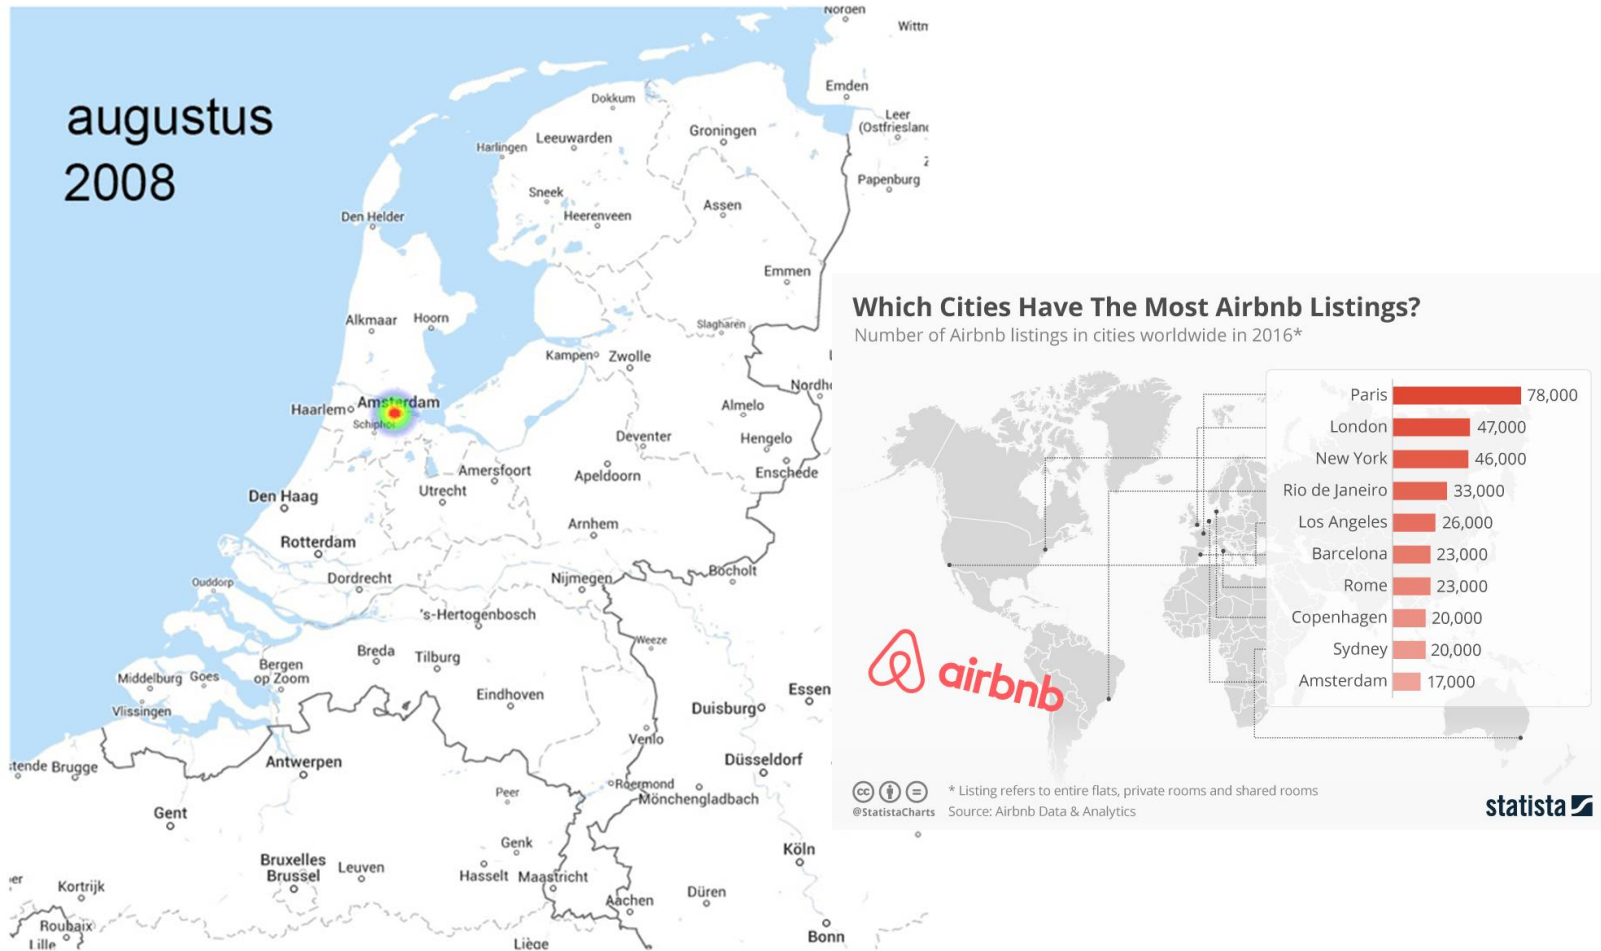 augustus
2008
Norden
Emden
Leer
(Ostfriesland
Papenburg
Dokkum
Leeuwarden
Harlingen
Groningen
Sneek
Heerenveen
Assen
Den Helder
Emmen
Alkmaar
Hoorn
Slagharen
Kampen
Zwolle
Haarlem
Amsterdam
Schiphol
Almelo
Deventer
Hengelo
Enschede
Apeldoorn
Amersfoort
Utrecht
Den Haag
Arnhem
Rotterdam
Dordrecht
Nijmegen
Bocholt
Ouddorp
's-Hertogenbosch
Weeze
Breda
Tilburg
Bergen
op Zoom
Middelburg
Goes
Vlissingen
Eindhoven
Essen
Duisburg
Venlo
Düsseldorf
Brugge
Antwerpen
Roermond
Mönchengladbach
Peer
Gent
Genk
Köln
Bruxelles
Brussel
Leuven
Hasselt
Maastricht
Kortrijk
Aachen
Düren
Roubaix
Lille
Liège
Bonn
Which Cities Have The Most Airbnb Listings?
Number of Airbnb listings in cities worldwide in 2016*
Paris 78,000
London 47,000
New York 46,000
Rio de Janeiro 33,000
Los Angeles 26,000
Barcelona 23,000
Rome 23,000
Copenhagen 20,000
Sydney 20,000
Amsterdam 17,000
airbnb
* Listing refers to entire flats, private rooms and shared rooms
@StatistaCharts Source: Airbnb Data & Analytics
statista